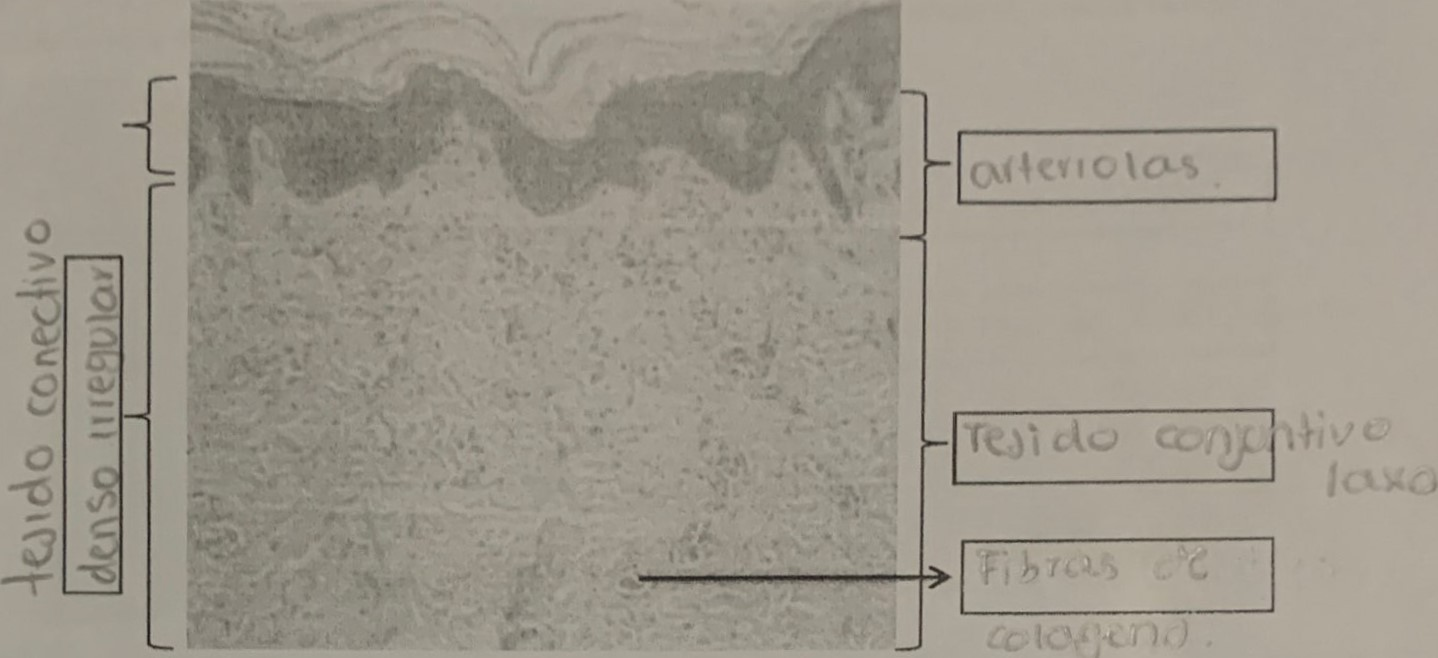 tejido conectivo
denso irregular
arteriolas.
Tejido conjuntivo
laxo
Fibras de
colageno.